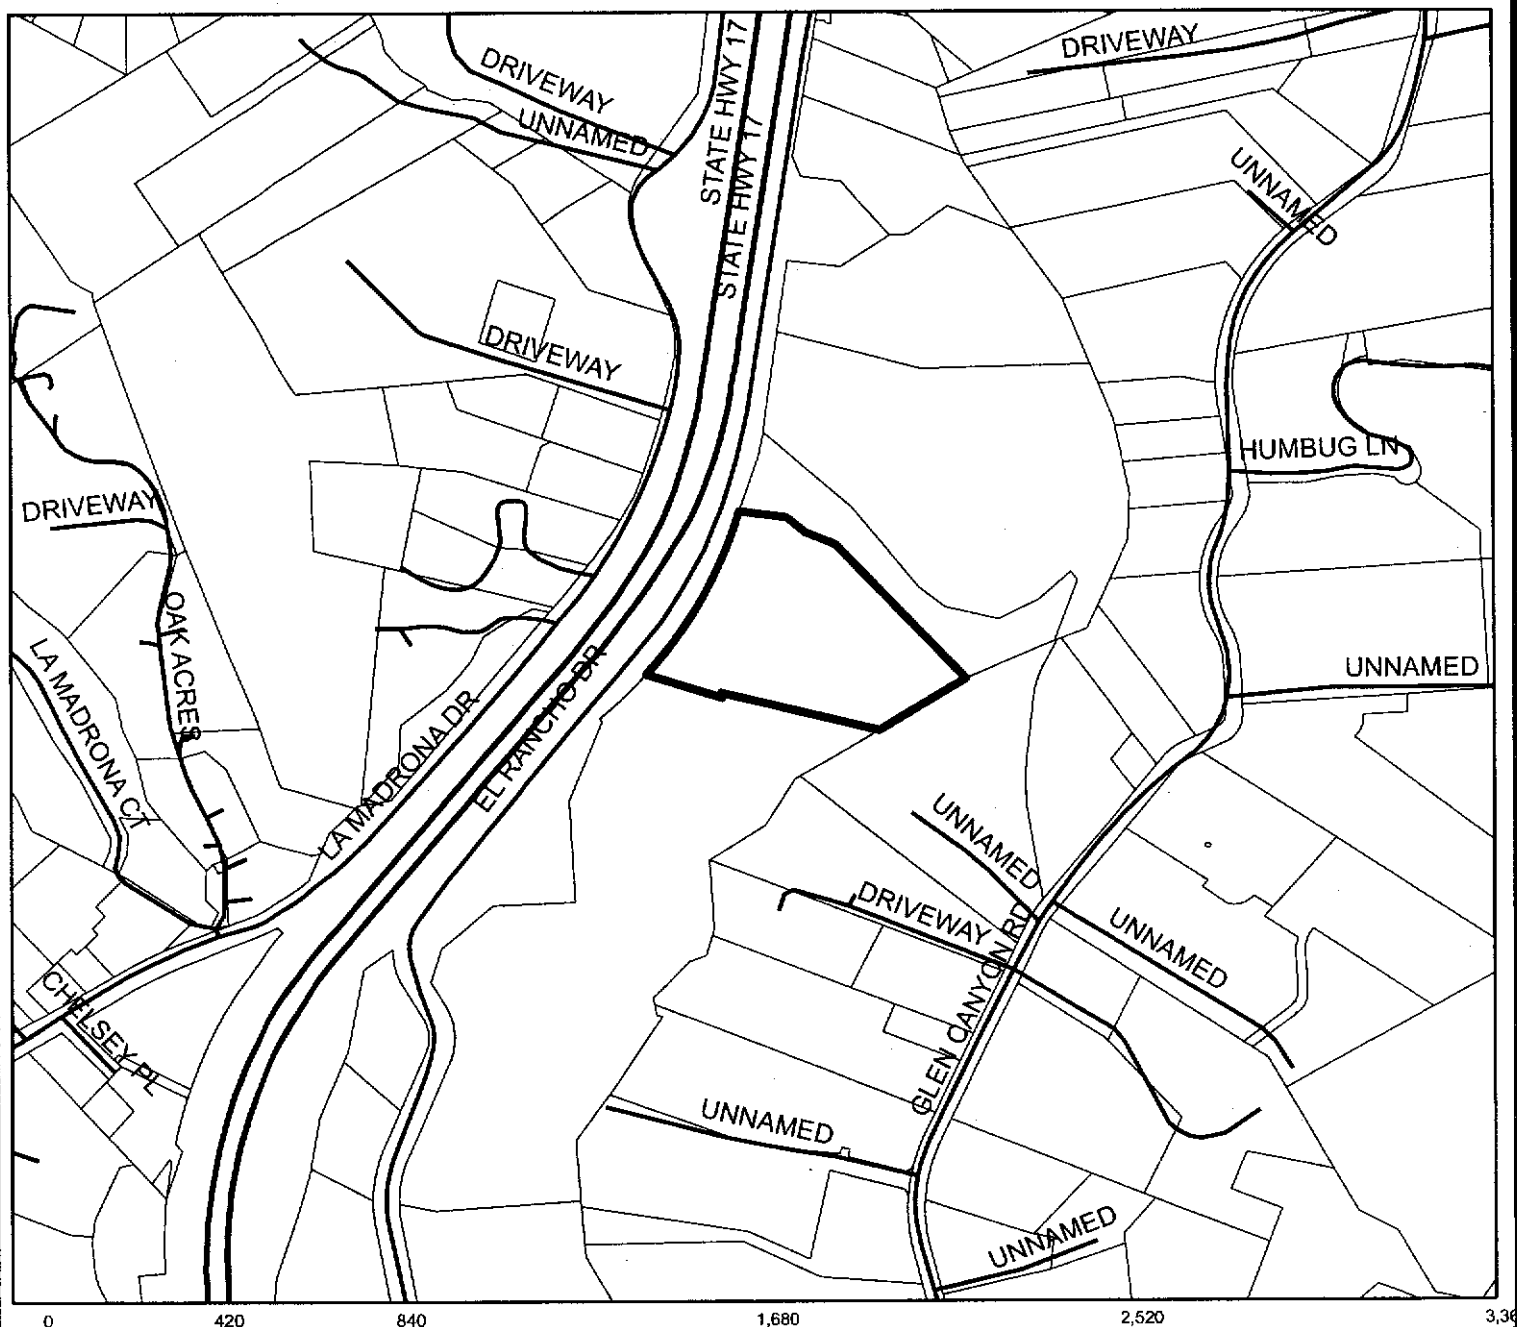 DRIVEWAY
DRIVEWAY
UNNAMED
STATE HWY 17
STATE HWY 17
UNNAMED
DRIVEWAY
HUMBUG LN
DRIVEWAY
OAK ACRES
LA MADRONA CT
LA MADRONA DR
EL RANCHO DR
UNNAMED
UNNAMED
DRIVEWAY
UNNAMED
GLEN CANYON RD
CHELSEY PL
UNNAMED
UNNAMED
0 420 840 1,680 2,520